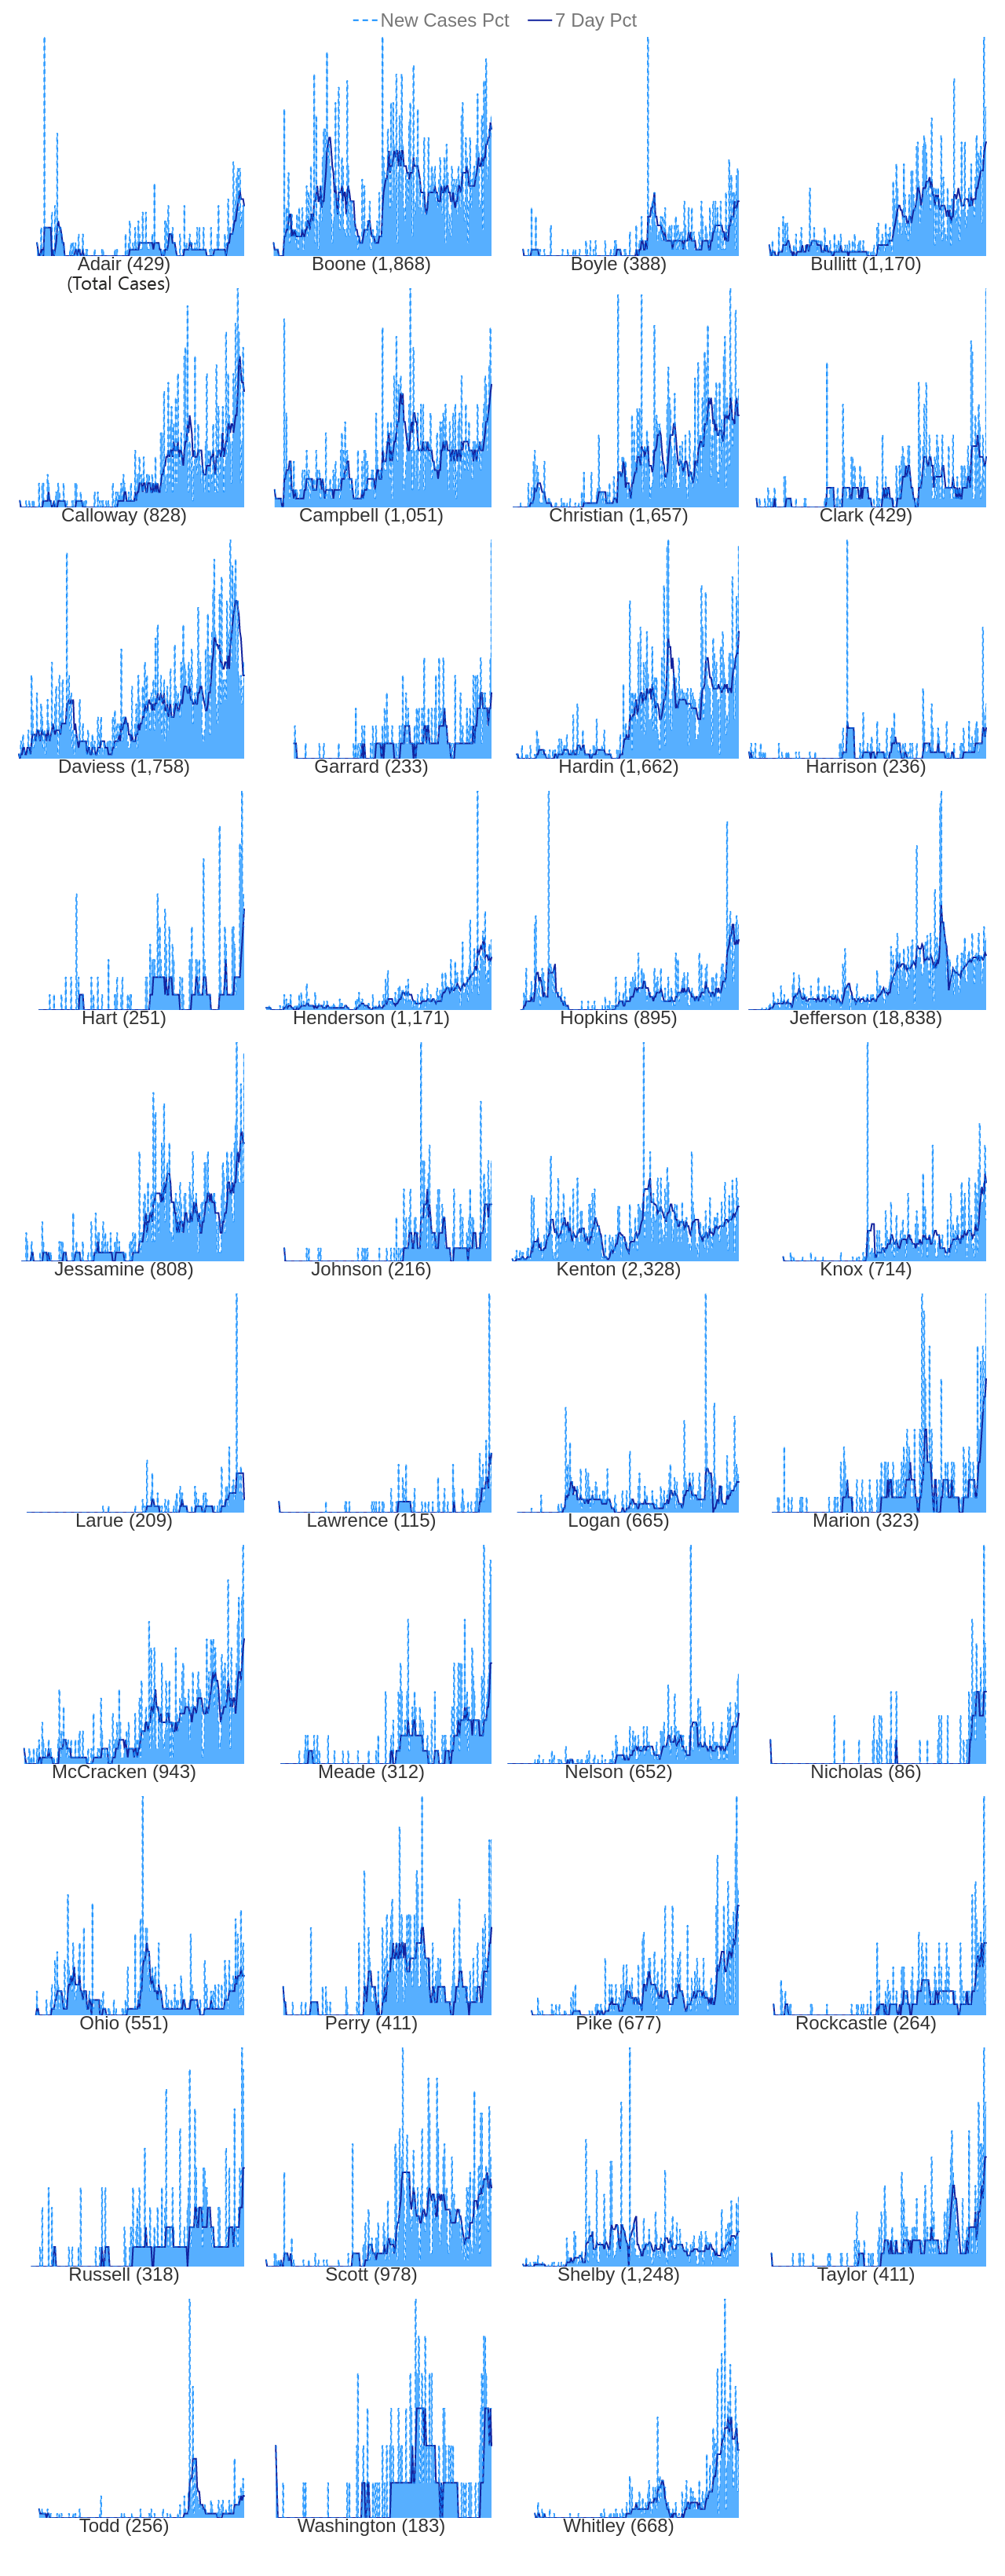 New Cases Pct 7 Day Pct
Adair (429) Boone (1,868) Boyle (388) Bullitt (1,170)
(Total Cases)
Calloway (828) Campbell (1,051) Christian (1,657) Clark (429)
Daviess (1,758) Garrard (233) Hardin (1,662) Harrison (236)
Hart (251) Henderson (1,171) Hopkins (895) Jefferson (18,838)
Jessamine (808) Johnson (216) Kenton (2,328) Knox (714)
Larue (209) Lawrence (115) Logan (665) Marion (323)
McCracken (943) Meade (312) Nelson (652) Nicholas (86)
Ohio (551) Perry (411) Pike (677) Rockcastle (264)
Russell (318) Scott (978) Shelby (1,248) Taylor (411)
Todd (256) Washington (183) Whitley (668)